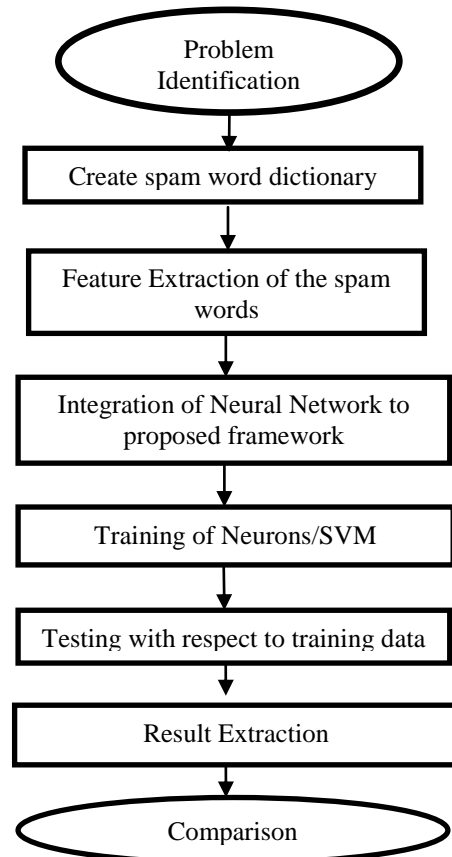 Problem
Identification
Create spam word dictionary
Feature Extraction of the spam
words
Integration of Neural Network to
proposed framework
Training of Neurons/SVM
Testing with respect to training data
Result Extraction
Comparison